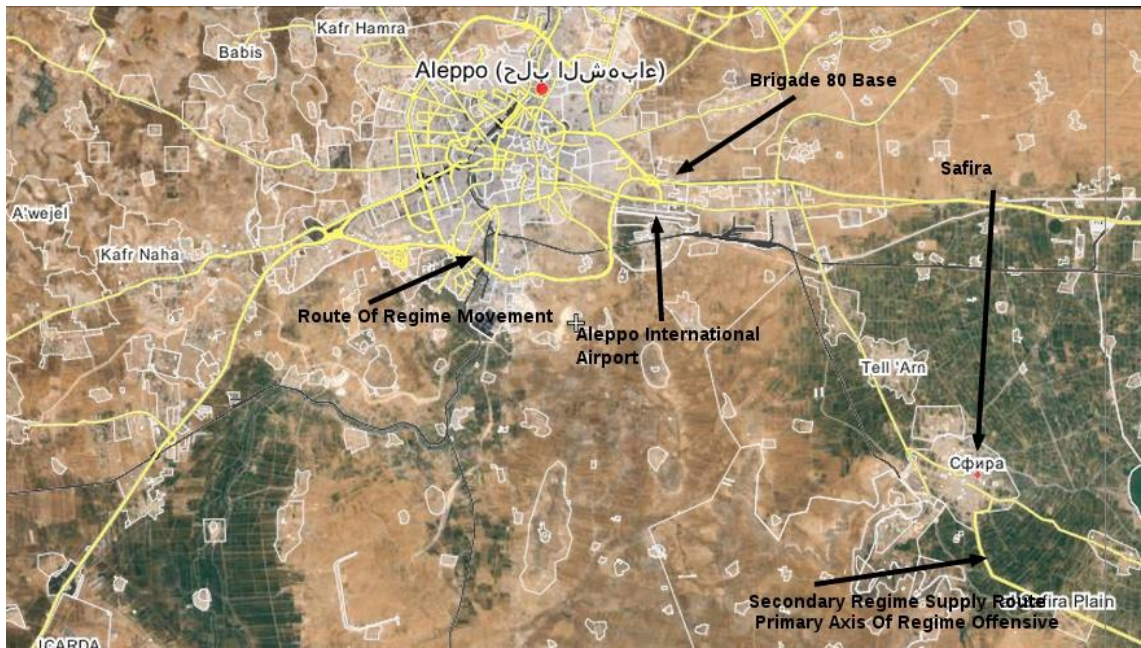 Kafr Hamra
Babis
Aleppo (حلب الشهباء)
Brigade 80 Base
Safira
A'wejel
Kafr Naha
Route Of Regime Movement
Aleppo International
Airport
Tell 'Arn
Сфира
Secondary Regime Supply Route
Primary Axis Of Regime Offensive
Plain
ICARDA